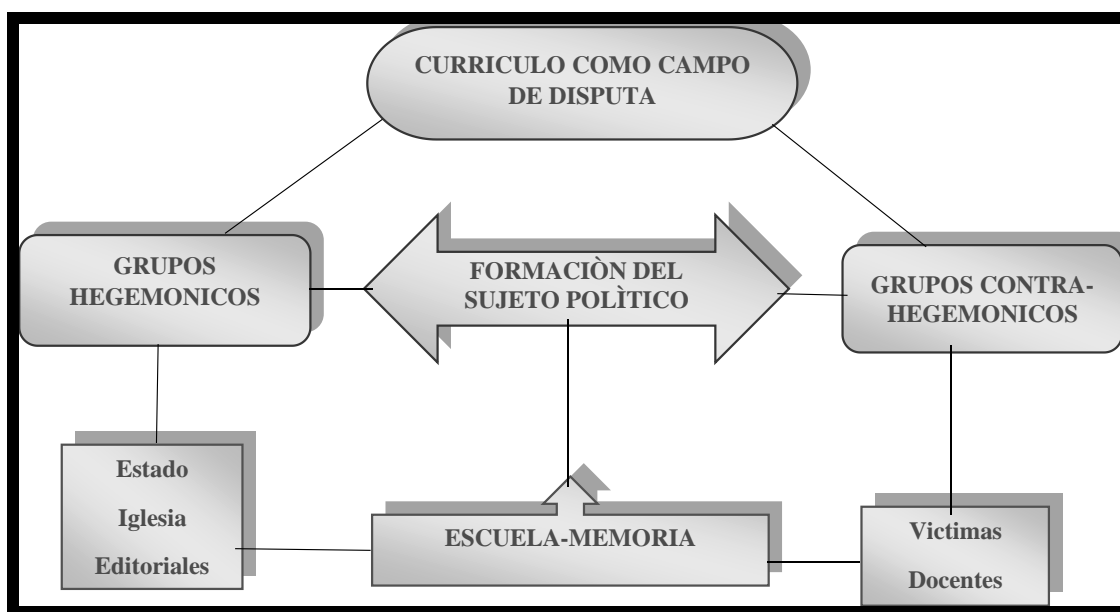 CURRICULO COMO CAMPO
DE DISPUTA
GRUPOS
HEGEMONICOS
FORMACIÒN DEL
SUJETO POLÌTICO
GRUPOS CONTRA-
HEGEMONICOS
Estado
Iglesia
Editoriales
ESCUELA-MEMORIA
Victimas
Docentes